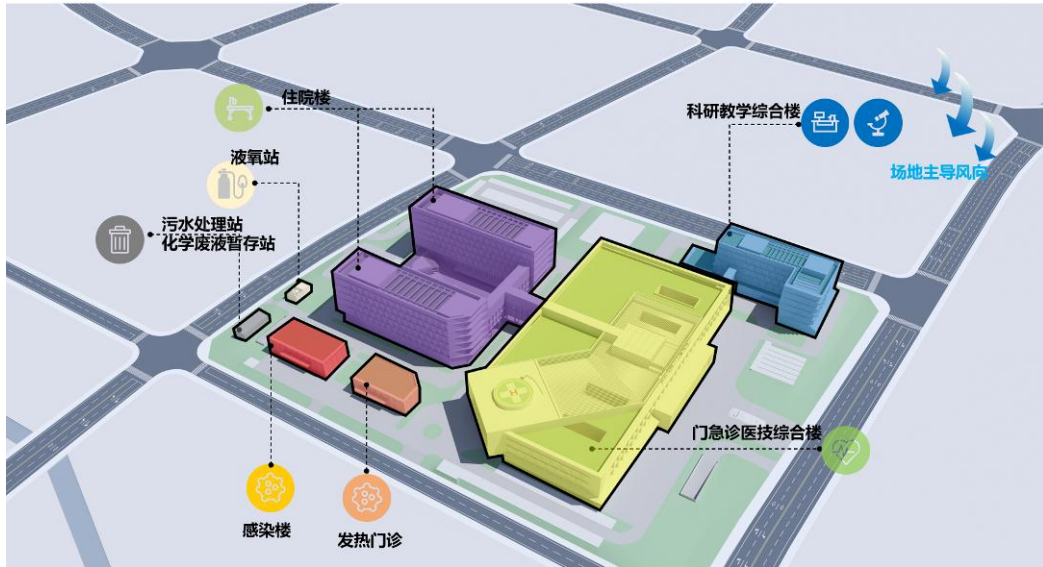 住院楼
科研教学综合楼
液氧站
场地主导风向
污水处理站
化学废液暂存站
门急诊医技综合楼
感染楼
发热门诊
H